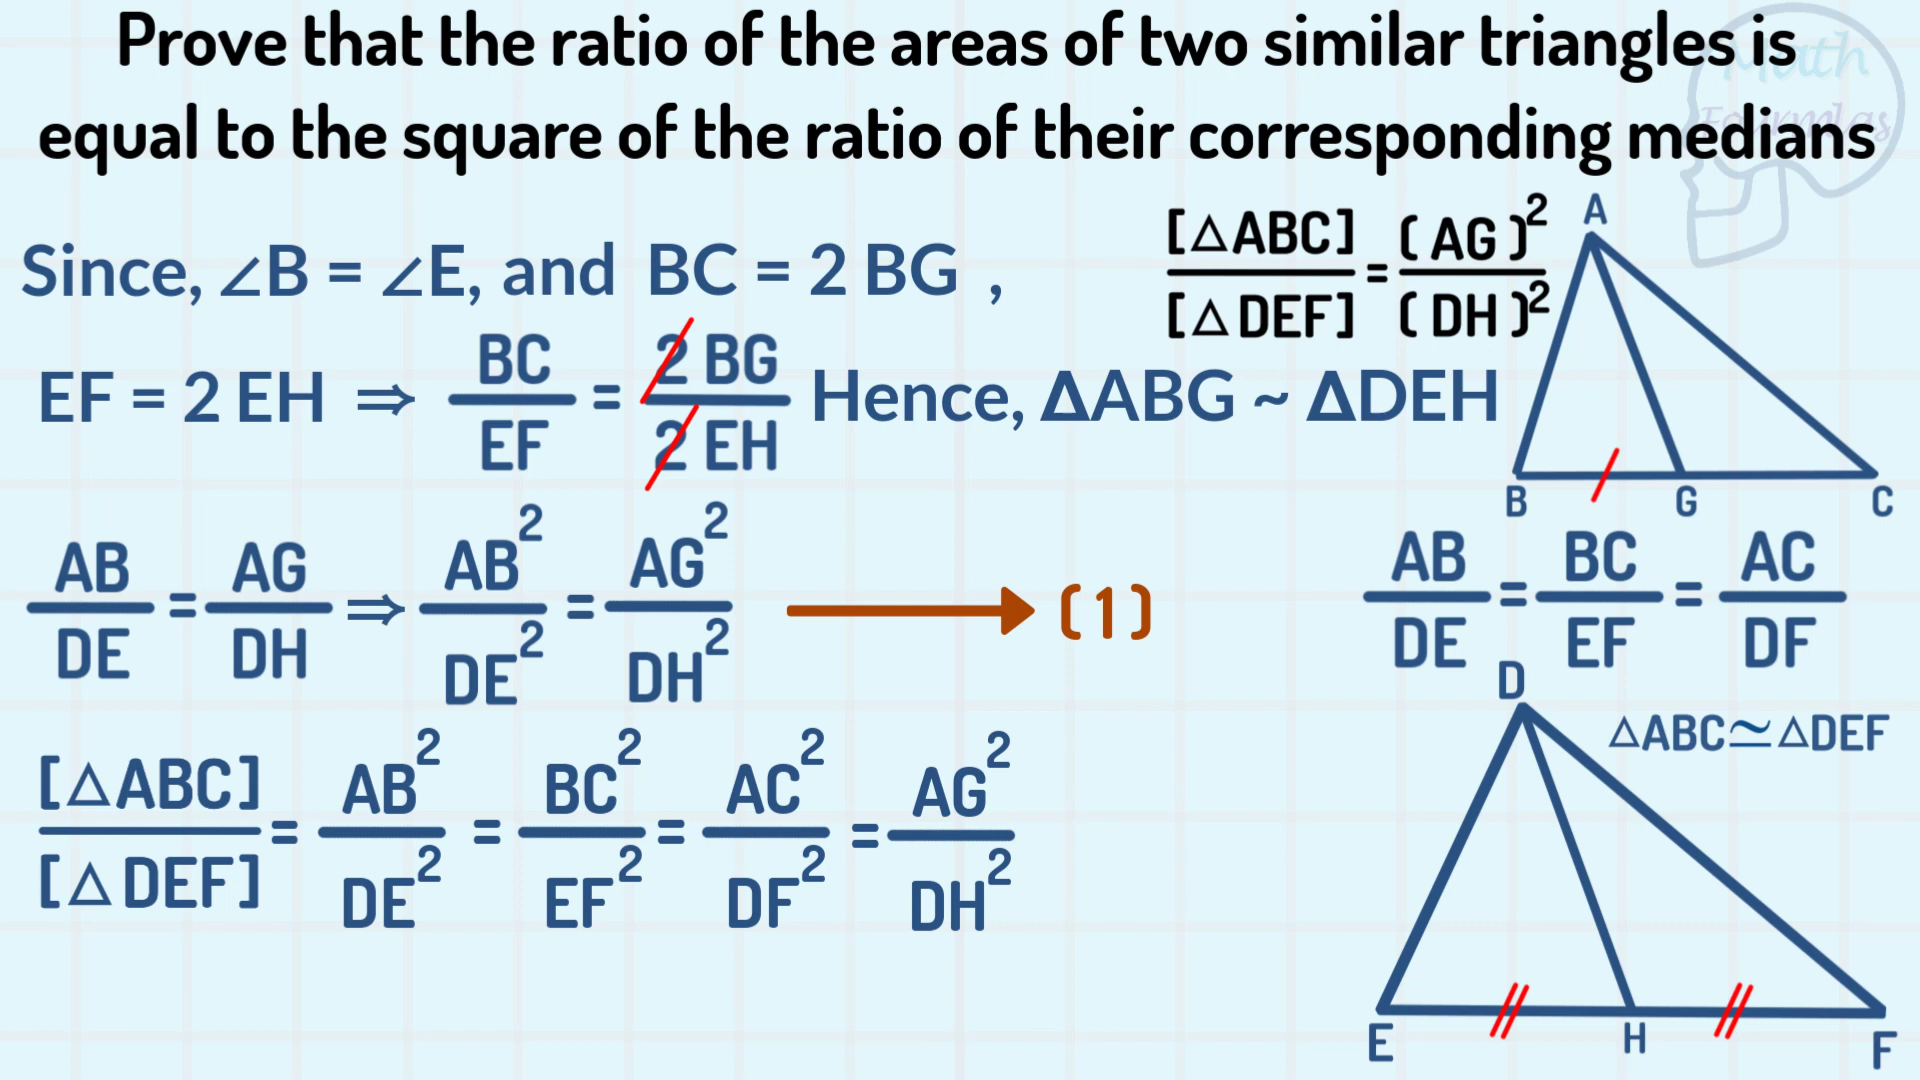 Prove that the ratio of the areas of two similar triangles is
equal to the square of the ratio of their corresponding medians
Math
Fourmlas
Since, ∠B = ∠E, and BC = 2 BG ,
[△ABC] / [△DEF] = (AG)² / (DH)²
EF = 2 EH ⇒ BC / EF = 2 BG / 2 EH Hence, ΔABG ~ ΔDEH
A
B G C
AB / DE = AG / DH ⇒ AB² / DE² = AG² / DH² → (1)
AB / DE = BC / EF = AC / DF
D
△ABC≃△DEF
[△ABC] / [△DEF] = AB² / DE² = BC² / EF² = AC² / DF² = AG² / DH²
E H F